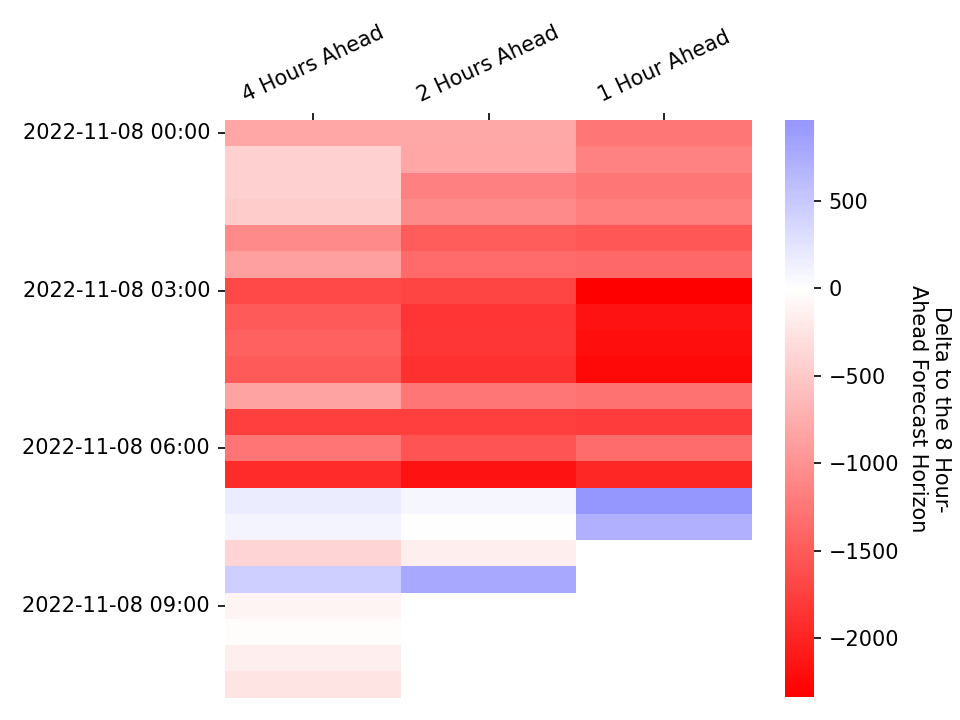 4 Hours Ahead
2 Hours Ahead
1 Hour Ahead
2022-11-08 00:00
2022-11-08 03:00
2022-11-08 06:00
2022-11-08 09:00
500
0
−500
−1000
−1500
−2000
Delta to the 8 Hour-
Ahead Forecast Horizon